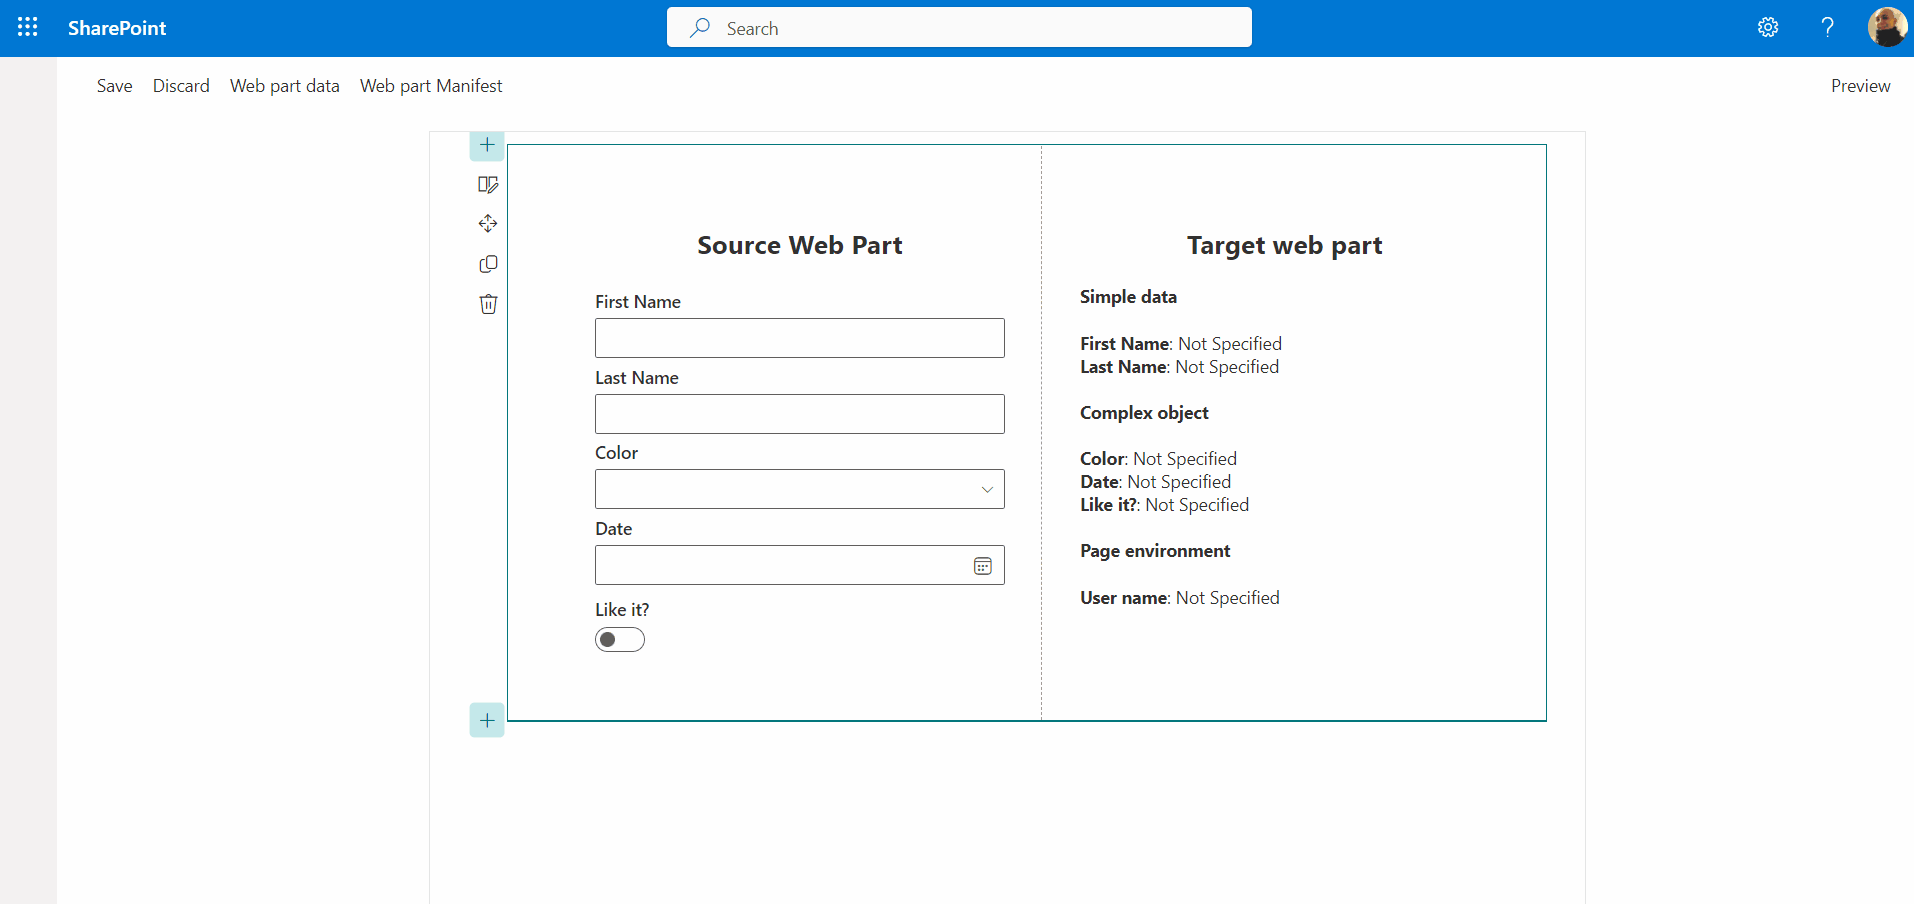 SharePoint
Search
Save Discard Web part data Web part Manifest
Preview
Source Web Part
First Name
Last Name
Color
Date
Like it?
Target web part
Simple data
First Name: Not Specified
Last Name: Not Specified
Complex object
Color: Not Specified
Date: Not Specified
Like it?: Not Specified
Page environment
User name: Not Specified